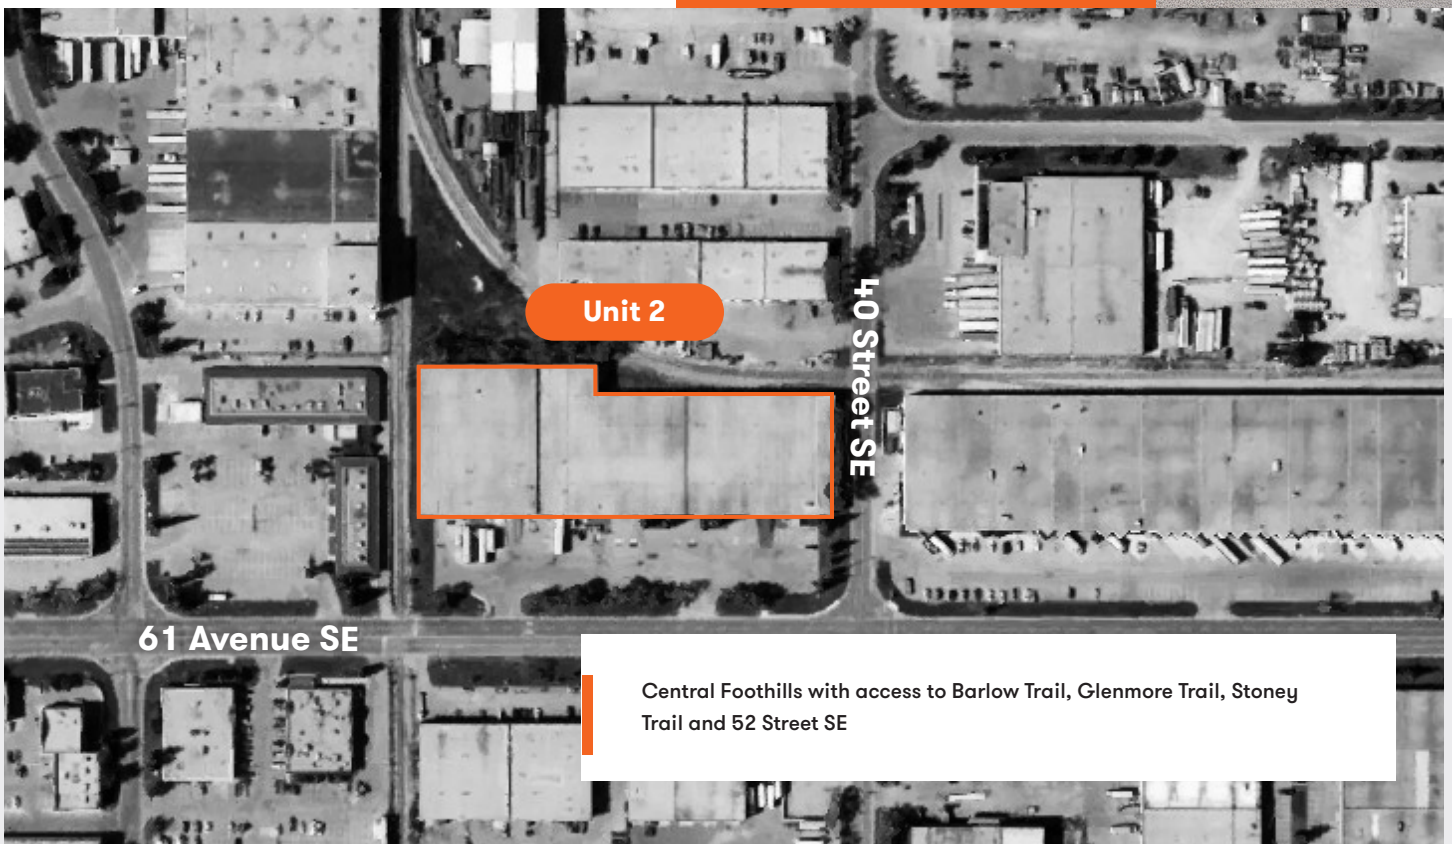 Unit 2
40 Street SE
61 Avenue SE
Central Foothills with access to Barlow Trail, Glenmore Trail, Stoney
Trail and 52 Street SE